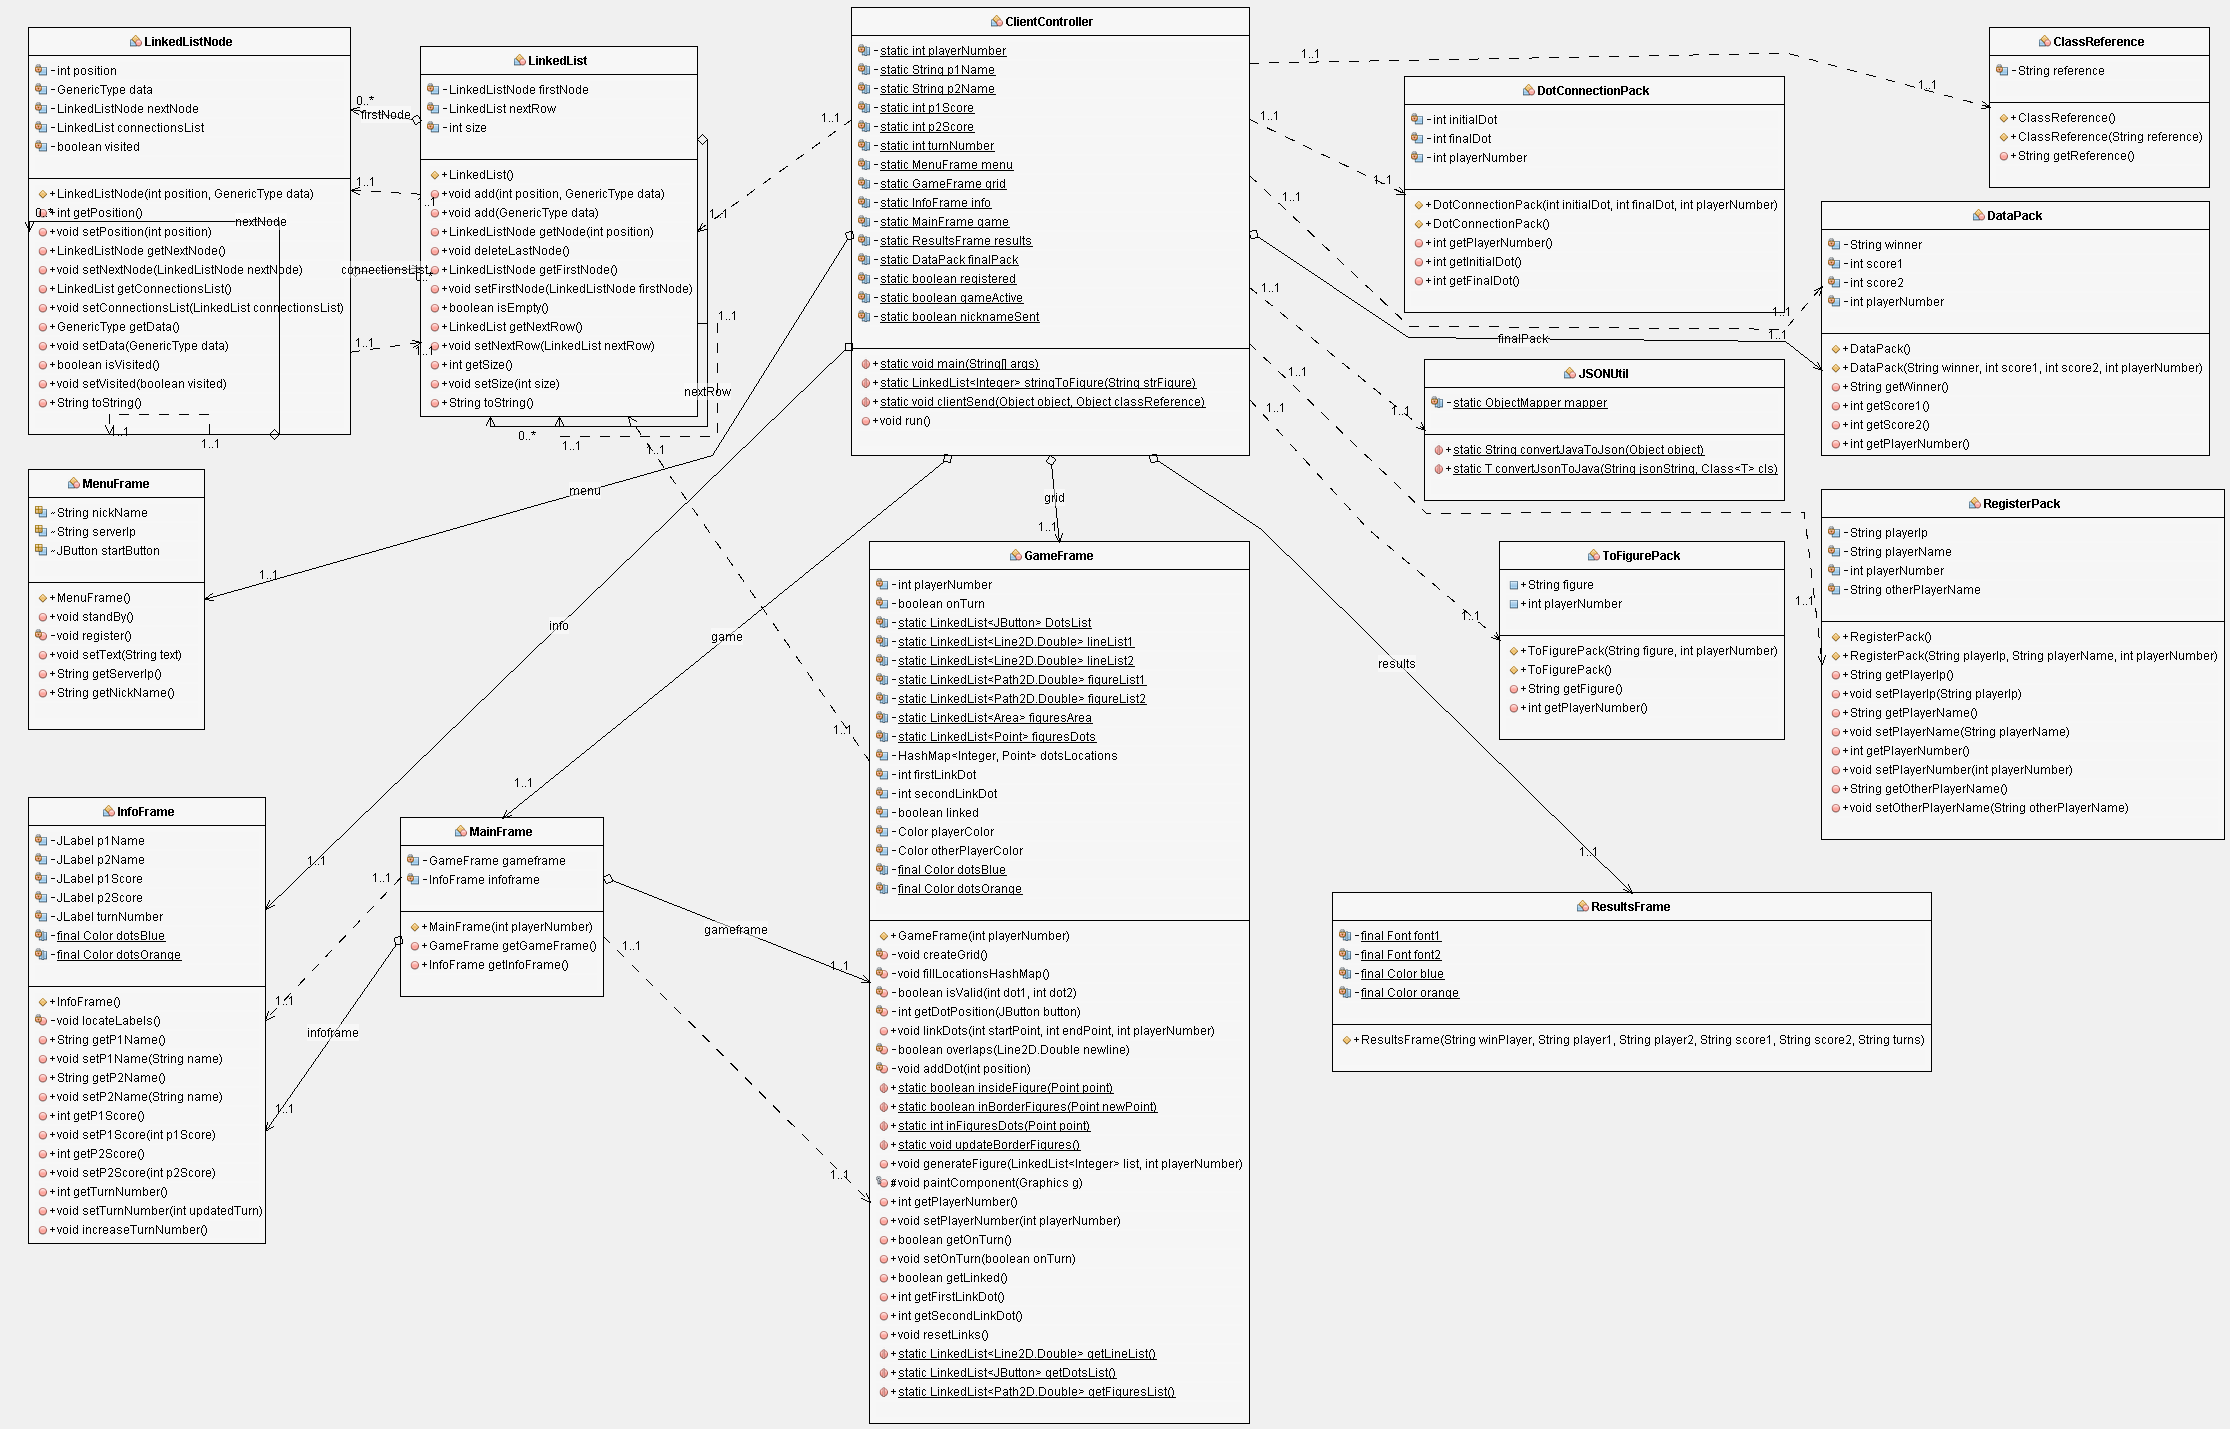 LinkedListNode
-int position
-GenericType data
-LinkedListNode nextNode
-LinkedList connectionsList
-boolean visited
+LinkedListNode(int position, GenericType data)
+int getPosition()
+void setPosition(int position)
+LinkedListNode getNextNode()
+void setNextNode(LinkedListNode nextNode)
+LinkedList getConnectionsList()
+void setConnectionsList(LinkedList connectionsList)
+GenericType getData()
+void setData(GenericType data)
+boolean isVisited()
+void setVisited(boolean visited)
+String toString()
0..*
nextNode
1..1
1..1
0..*
firstNode
1..1
1..1
connectionsList
0..*
1..1
1..1
LinkedList
-LinkedListNode firstNode
-LinkedList nextRow
-int size
+LinkedList()
+void add(int position, GenericType data)
+void add(GenericType data)
+LinkedListNode getNode(int position)
+void deleteLastNode()
+LinkedListNode getFirstNode()
+void setFirstNode(LinkedListNode firstNode)
+boolean isEmpty()
+LinkedList getNextRow()
+void setNextRow(LinkedList nextRow)
+int getSize()
+void setSize(int size)
+String toString()
1..1
nextRow
0..*
1..1
1..1
1..1
1..1
ClientController
-static int playerNumber
-static String p1Name
-static String p2Name
-static int p1Score
-static int p2Score
-static int turnNumber
-static MenuFrame menu
-static GameFrame grid
-static InfoFrame info
-static MainFrame game
-static ResultsFrame results
-static DataPack finalPack
-static boolean registered
-static boolean gameActive
-static boolean nicknameSent
+static void main(String[] args)
+static LinkedList<Integer> stringToFigure(String strFigure)
+static void clientSend(Object object, Object classReference)
+void run()
1..1
1..1
ClassReference
-String reference
+ClassReference()
+ClassReference(String reference)
+String getReference()
1..1
1..1
DotConnectionPack
-int initialDot
-int finalDot
-int playerNumber
+DotConnectionPack(int initialDot, int finalDot, int playerNumber)
+DotConnectionPack()
+int getPlayerNumber()
+int getInitialDot()
+int getFinalDot()
1..1
1..1
finalPack
1..1
DataPack
-String winner
-int score1
-int score2
-int playerNumber
+DataPack()
+DataPack(String winner, int score1, int score2, int playerNumber)
+String getWinner()
+int getScore1()
+int getScore2()
+int getPlayerNumber()
1..1
1..1
JSONUtil
-static ObjectMapper mapper
+static String convertJavaToJson(Object object)
+static T convertJsonToJava(String jsonString, Class<T> cls)
1..1
1..1
RegisterPack
-String playerIp
-String playerName
-int playerNumber
-String otherPlayerName
+RegisterPack()
+RegisterPack(String playerIp, String playerName, int playerNumber)
+String getPlayerIp()
+void setPlayerIp(String playerIp)
+String getPlayerName()
+void setPlayerName(String playerName)
+int getPlayerNumber()
+void setPlayerNumber(int playerNumber)
+String getOtherPlayerName()
+void setOtherPlayerName(String otherPlayerName)
1..1
1..1
ToFigurePack
+String figure
+int playerNumber
+ToFigurePack(String figure, int playerNumber)
+ToFigurePack()
+String getFigure()
+int getPlayerNumber()
MenuFrame
~String nickName
~String serverIp
~JButton startButton
+MenuFrame()
+void standBy()
-void register()
+void setText(String text)
+String getServerIp()
+String getNickName()
menu
1..1
info
1..1
game
1..1
grid
1..1
results
1..1
1..1
GameFrame
-int playerNumber
-boolean onTurn
-static LinkedList<JButton> DotsList
-static LinkedList<Line2D.Double> lineList1
-static LinkedList<Line2D.Double> lineList2
-static LinkedList<Path2D.Double> figureList1
-static LinkedList<Path2D.Double> figureList2
-static LinkedList<Area> figuresArea
-static LinkedList<Point> figuresDots
-HashMap<Integer, Point> dotsLocations
-int firstLinkDot
-int secondLinkDot
-boolean linked
-Color playerColor
-Color otherPlayerColor
-final Color dotsBlue
-final Color dotsOrange
+GameFrame(int playerNumber)
-void createGrid()
-void fillLocationsHashMap()
-boolean isValid(int dot1, int dot2)
-int getDotPosition(JButton button)
+void linkDots(int startPoint, int endPoint, int playerNumber)
-boolean overlaps(Line2D.Double newline)
-void addDot(int position)
+static boolean insideFigure(Point point)
+static boolean inBorderFigures(Point newPoint)
+static int inFiguresDots(Point point)
+static void updateBorderFigures()
+void generateFigure(LinkedList<Integer> list, int playerNumber)
#void paintComponent(Graphics g)
+int getPlayerNumber()
+void setPlayerNumber(int playerNumber)
+boolean getOnTurn()
+void setOnTurn(boolean onTurn)
+boolean getLinked()
+int getFirstLinkDot()
+int getSecondLinkDot()
+void resetLinks()
+static LinkedList<Line2D.Double> getLineList()
+static LinkedList<JButton> getDotsList()
+static LinkedList<Path2D.Double> getFiguresList()
InfoFrame
-JLabel p1Name
-JLabel p2Name
-JLabel p1Score
-JLabel p2Score
-JLabel turnNumber
-final Color dotsBlue
-final Color dotsOrange
+InfoFrame()
-void locateLabels()
+String getP1Name()
+void setP1Name(String name)
+String getP2Name()
+void setP2Name(String name)
+int getP1Score()
+void setP1Score(int p1Score)
+int getP2Score()
+void setP2Score(int p2Score)
+int getTurnNumber()
+void setTurnNumber(int updatedTurn)
+void increaseTurnNumber()
1..1
1..1
infoframe
1..1
MainFrame
-GameFrame gameframe
-InfoFrame infoframe
+MainFrame(int playerNumber)
+GameFrame getGameFrame()
+InfoFrame getInfoFrame()
gameframe
1..1
1..1
1..1
ResultsFrame
-final Font font1
-final Font font2
-final Color blue
-final Color orange
+ResultsFrame(String winPlayer, String player1, String player2, String score1, String score2, String turns)